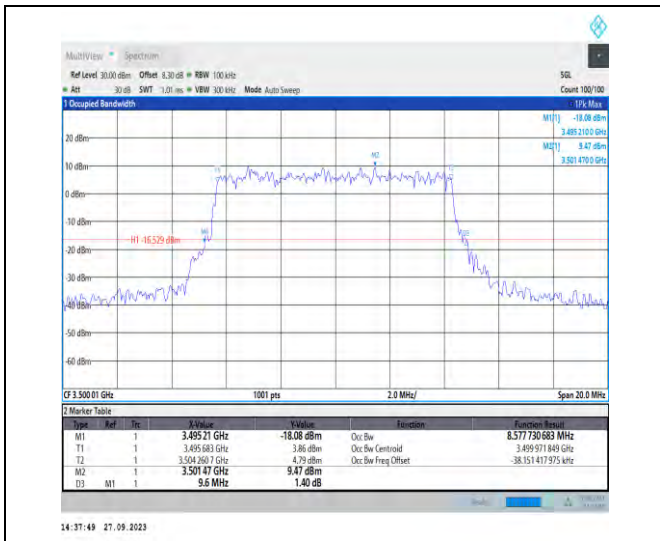 MultiView Spectrum
Ref Level 30.00 dBm Offset 8.30 dB RBW 100 kHz SGL
Att 30 dB SWT 1.01 ms VBW 300 kHz Mode Auto Sweep Count 100/100
1 Occupied Bandwidth 1Pk Max
M1[1] -18.08 dBm
3.495 210 0 GHz
M2[1] 9.47 dBm
3.501 470 0 GHz
20 dBm
M2
10 dBm
T1
0 dBm
-10 dBm
H1 -16.529 dBm
-20 dBm
-30 dBm
-40 dBm
-50 dBm
-60 dBm
CF 3.500 01 GHz 1001 pts 2.0 MHz/ Span 20.0 MHz
2 Marker Table
Type Ref Trc X-Value Y-Value Function Function Result
M1 1 3.495 21 GHz -18.08 dBm Occ Bw 8.577 730 683 MHz
T1 1 3.495 683 GHz 3.86 dBm Occ Bw Centroid 3.499 971 849 GHz
T2 1 3.504 260 7 GHz 4.79 dBm Occ Bw Freq Offset -38.151 417 975 kHz
M2 1 3.501 47 GHz 9.47 dBm
D3 M1 1 9.6 MHz 1.40 dB
14:37:49 27.09.2023